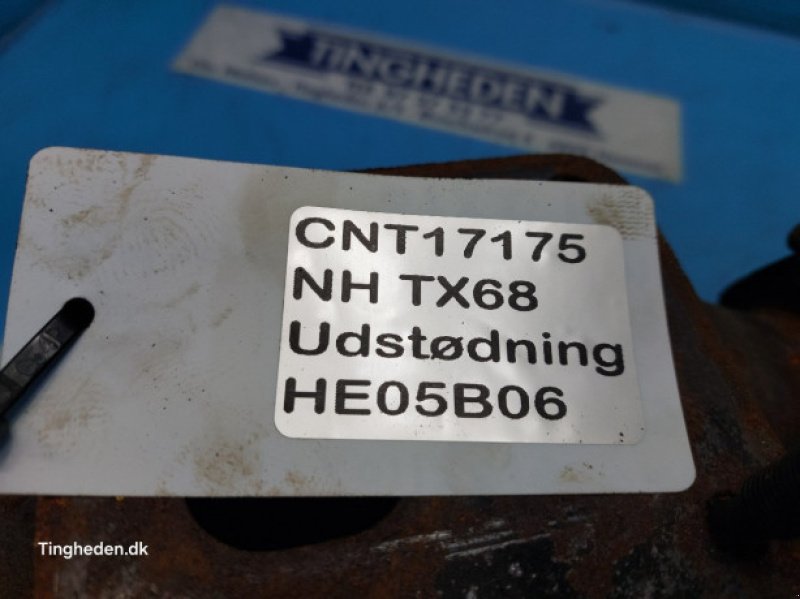 TINGHEDEN
CNT17175
NH TX68
Udstødning
HE05B06
Tingheden.dk